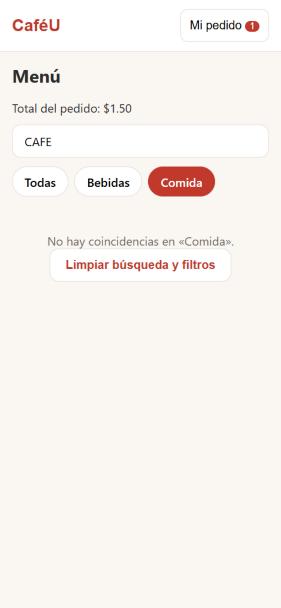 CaféU
Mi pedido 1
Menú
Total del pedido: $1.50
CAFE
Todas Bebidas Comida
No hay coincidencias en «Comida».
Limpiar búsqueda y filtros